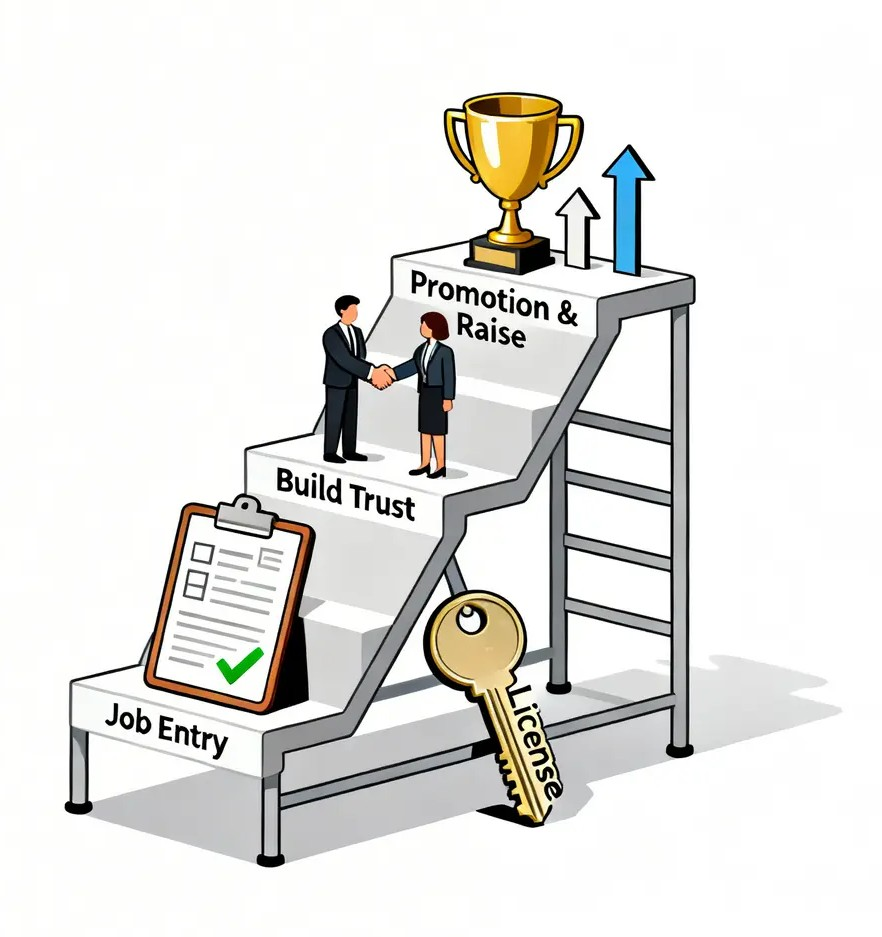 Promotion &
Raise
Build Trust
Job Entry
License